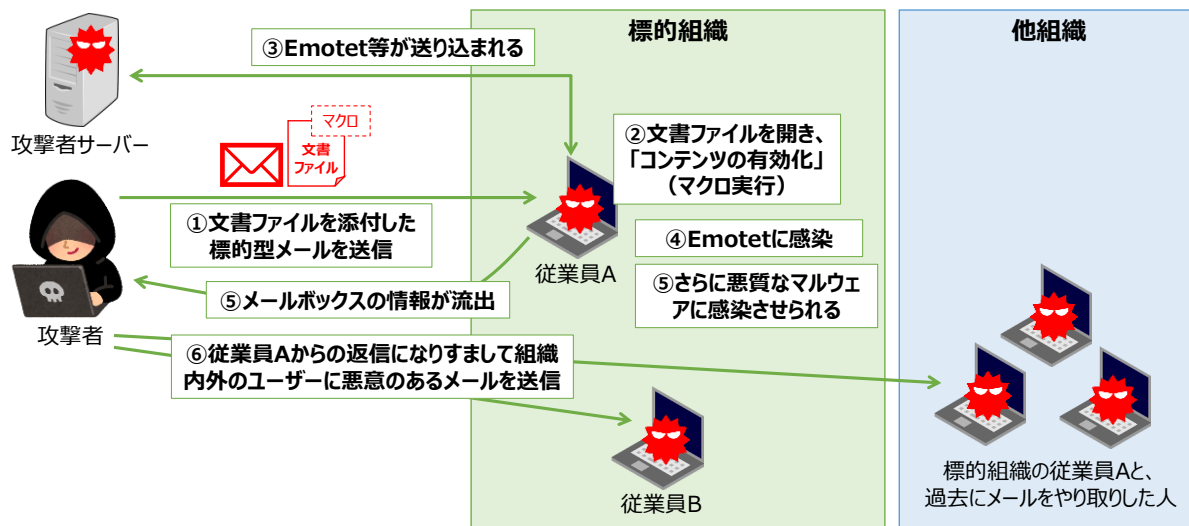 標的組織
他組織
③Emotet等が送り込まれる
攻撃者サーバー
マクロ
文書
ファイル
②文書ファイルを開き、
「コンテンツの有効化」
（マクロ実行）
①文書ファイルを添付した
標的型メールを送信
従業員A
④Emotetに感染
⑤さらに悪質なマルウェ
アに感染させられる
⑤メールボックスの情報が流出
攻撃者
⑥従業員Aからの返信になりすまして組織
内外のユーザーに悪意のあるメールを送信
従業員B
標的組織の従業員Aと、
過去にメールをやり取りした人